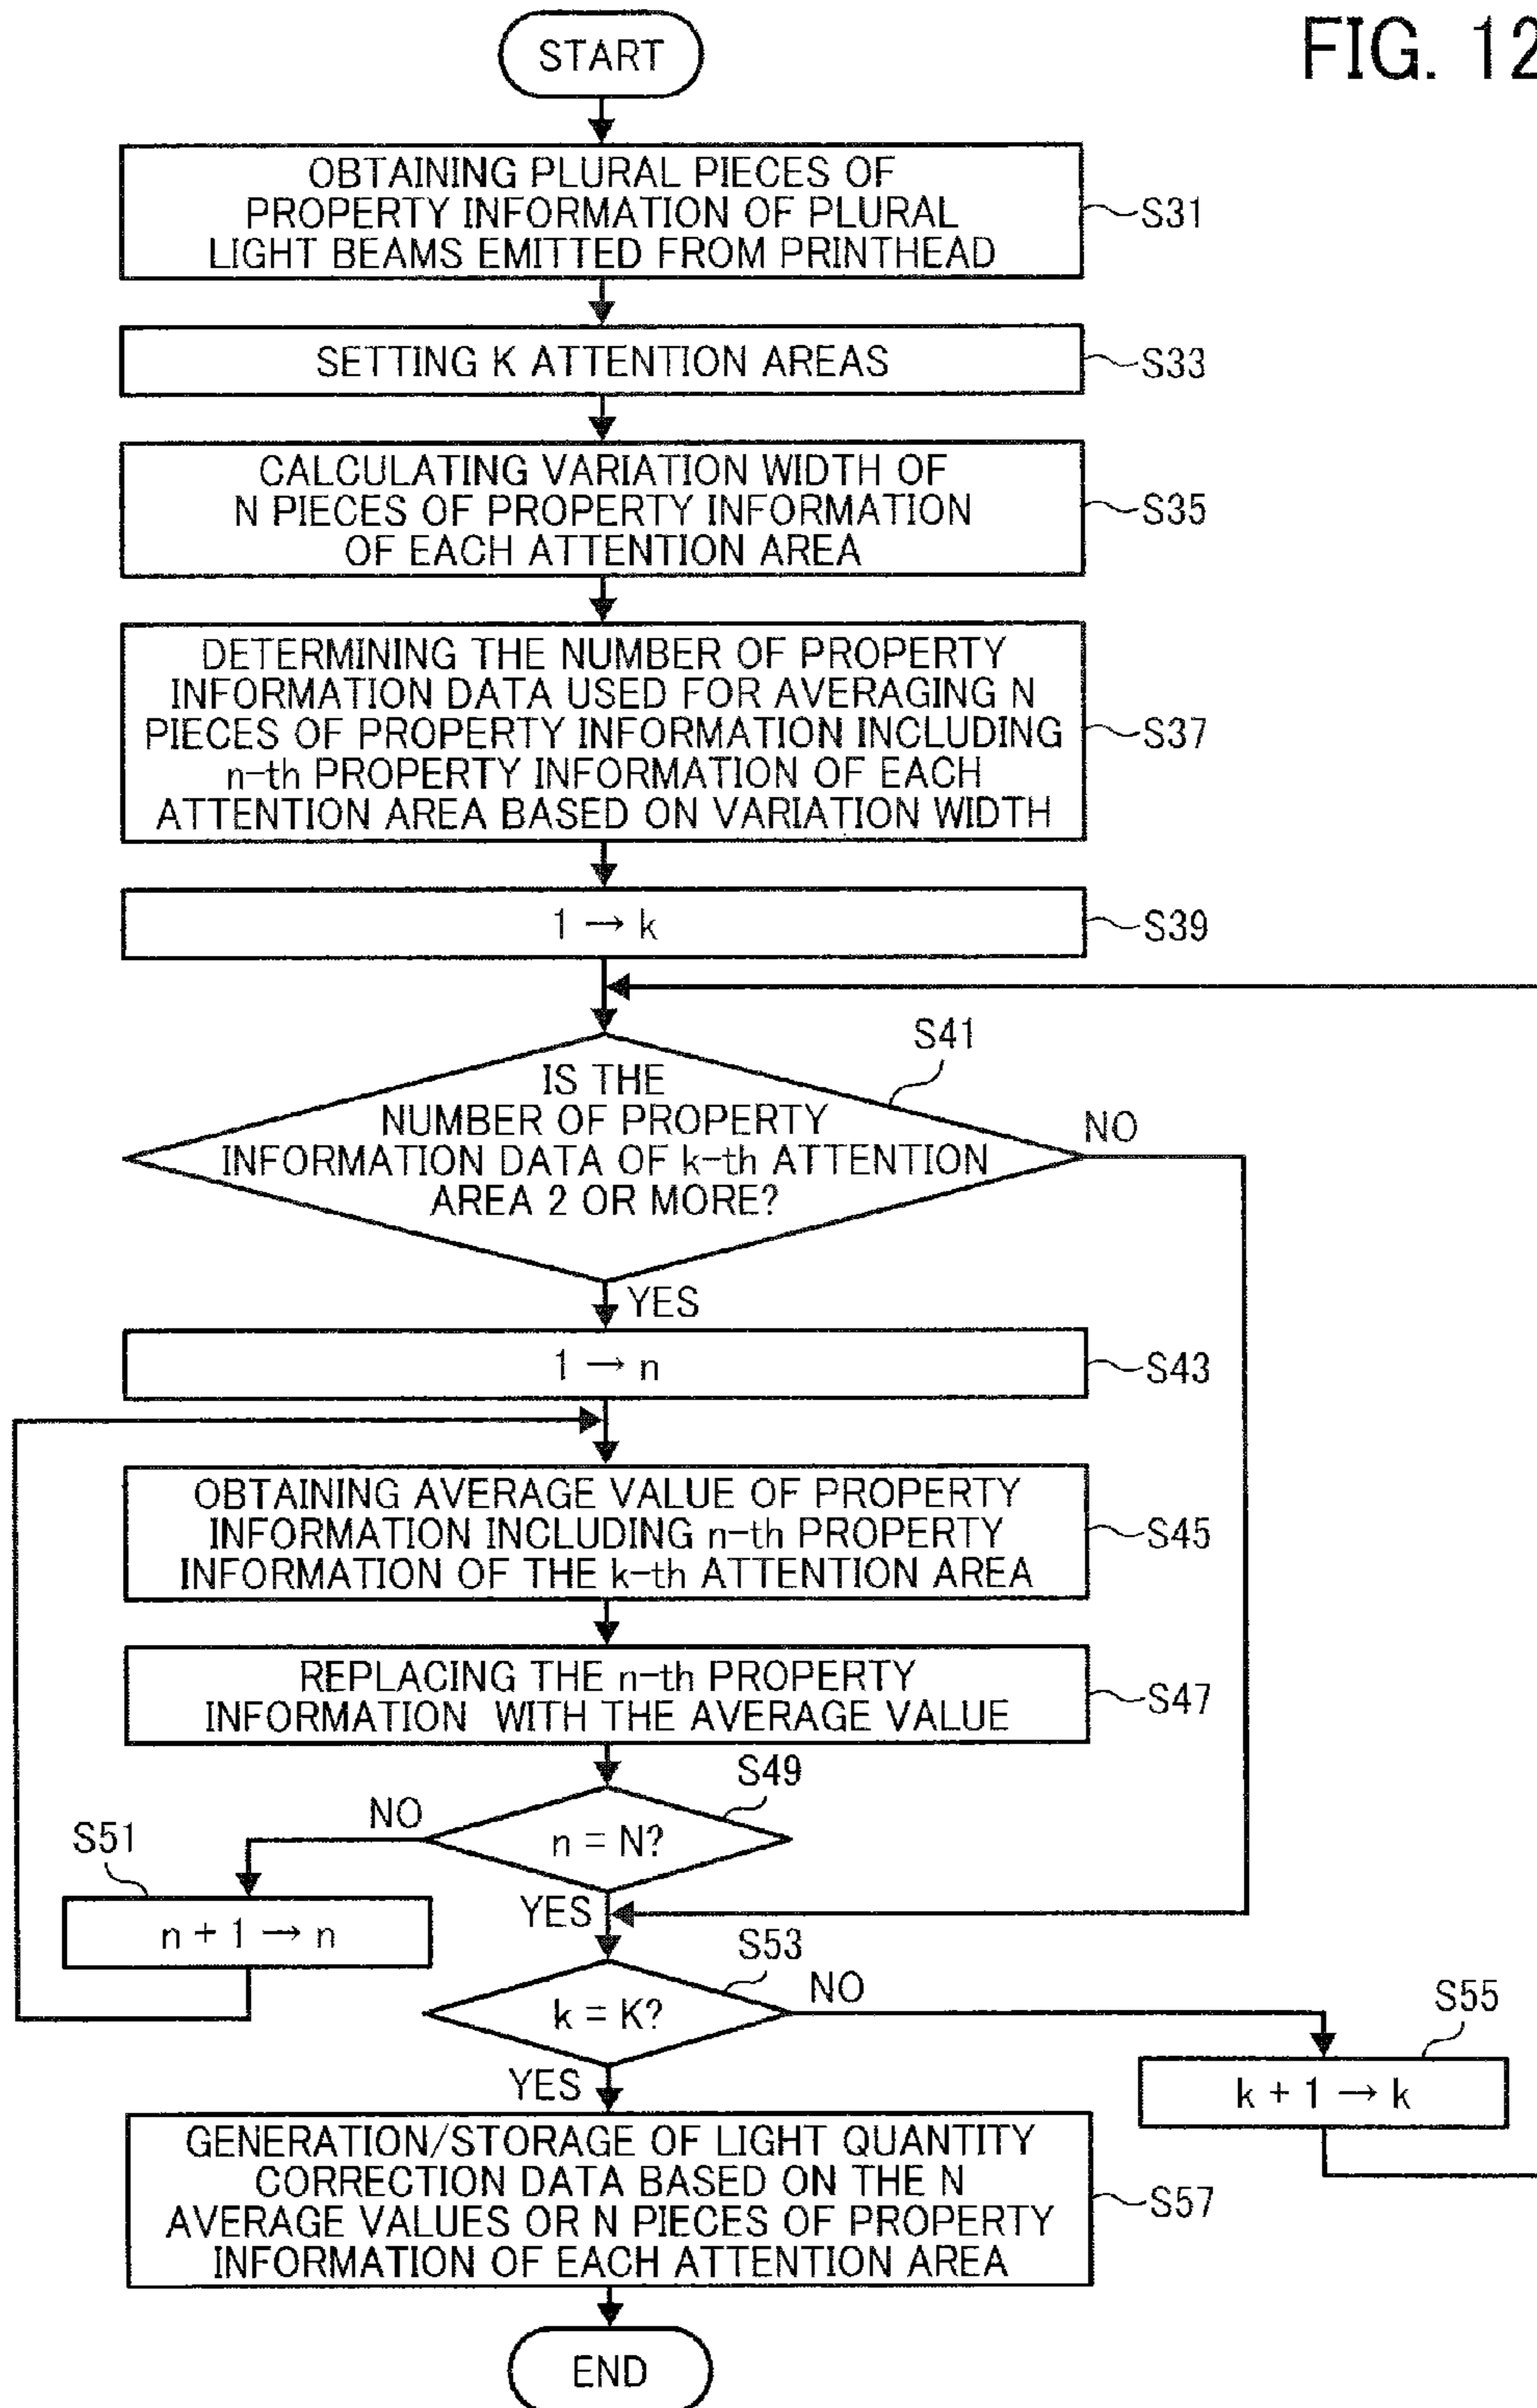 FIG. 12
START
OBTAINING PLURAL PIECES OF
PROPERTY INFORMATION OF PLURAL
LIGHT BEAMS EMITTED FROM PRINTHEAD
S31
SETTING K ATTENTION AREAS
S33
CALCULATING VARIATION WIDTH OF
N PIECES OF PROPERTY INFORMATION
OF EACH ATTENTION AREA
S35
DETERMINING THE NUMBER OF PROPERTY
INFORMATION DATA USED FOR AVERAGING N
PIECES OF PROPERTY INFORMATION INCLUDING
n-th PROPERTY INFORMATION OF EACH
ATTENTION AREA BASED ON VARIATION WIDTH
S37
1 → k
S39
S41
IS THE
NUMBER OF PROPERTY
INFORMATION DATA OF k-th ATTENTION
AREA 2 OR MORE?
NO
YES
1 → n
S43
OBTAINING AVERAGE VALUE OF PROPERTY
INFORMATION INCLUDING n-th PROPERTY
INFORMATION OF THE k-th ATTENTION AREA
S45
REPLACING THE n-th PROPERTY
INFORMATION WITH THE AVERAGE VALUE
S47
S49
n = N?
NO
S51
n + 1 → n
YES
S53
k = K?
NO
S55
k + 1 → k
YES
GENERATION/STORAGE OF LIGHT QUANTITY
CORRECTION DATA BASED ON THE N
AVERAGE VALUES OR N PIECES OF PROPERTY
INFORMATION OF EACH ATTENTION AREA
S57
END